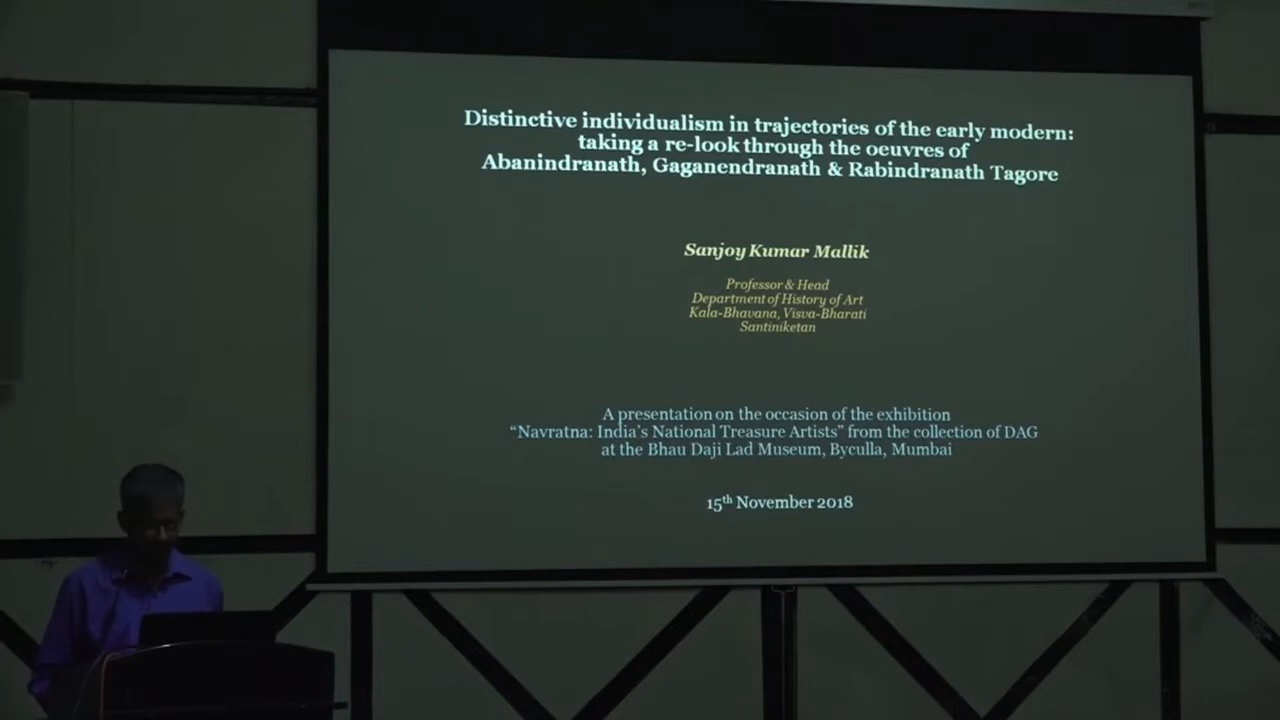 Distinctive individualism in trajectories of the early modern:
taking a re-look through the oeuvres of
Abanindranath, Gaganendranath & Rabindranath Tagore
Sanjoy Kumar Mallik
Professor & Head
Department of History of Art
Kala-Bhavana, Visva-Bharati
Santiniketan
A presentation on the occasion of the exhibition
“Navratna: India’s National Treasure Artists” from the collection of DAG
at the Bhau Daji Lad Museum, Byculla, Mumbai
15th November 2018